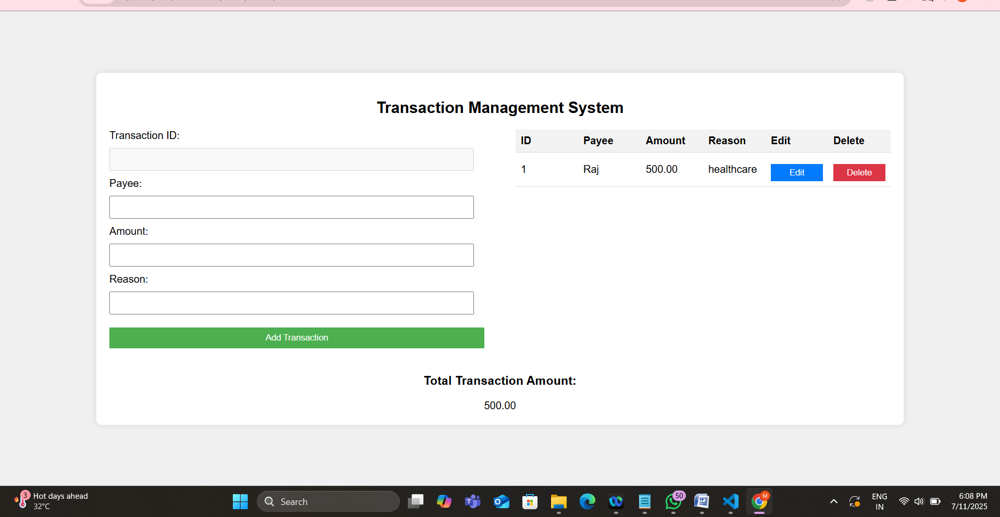 Transaction Management System
Transaction ID:
Payee:
Amount:
Reason:
Add Transaction
ID Payee Amount Reason Edit Delete
1 Raj 500.00 healthcare Edit Delete
Total Transaction Amount:
500.00
3
Hot days ahead
32°C
Search
50
M
ENG
IN
6:08 PM
7/11/2025